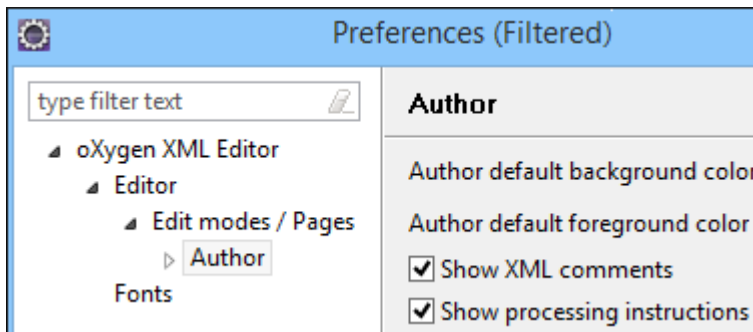 Preferences (Filtered)
type filter text
oXygen XML Editor
Editor
Edit modes / Pages
Author
Fonts
Author
Author default background color
Author default foreground color
Show XML comments
Show processing instructions